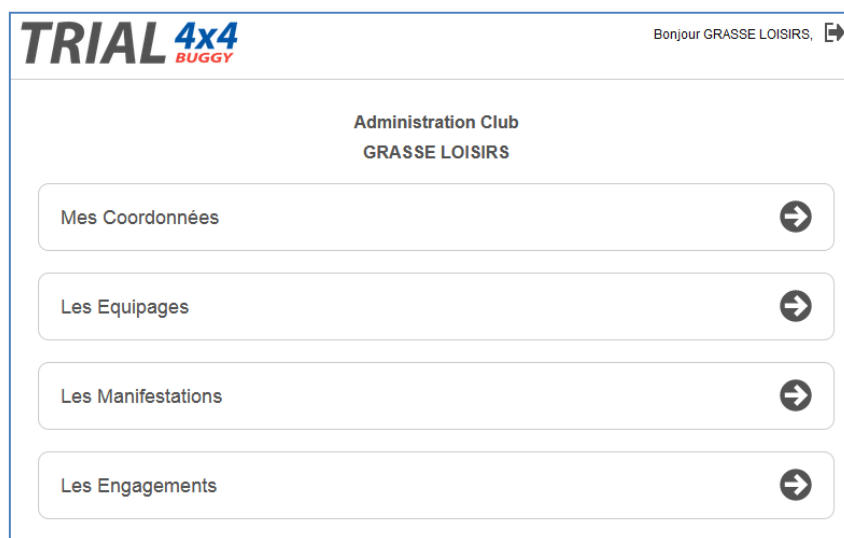 TRIAL 4x4 BUGGY
Bonjour GRASSE LOISIRS,
Administration Club
GRASSE LOISIRS
Mes Coordonnées
Les Equipages
Les Manifestations
Les Engagements